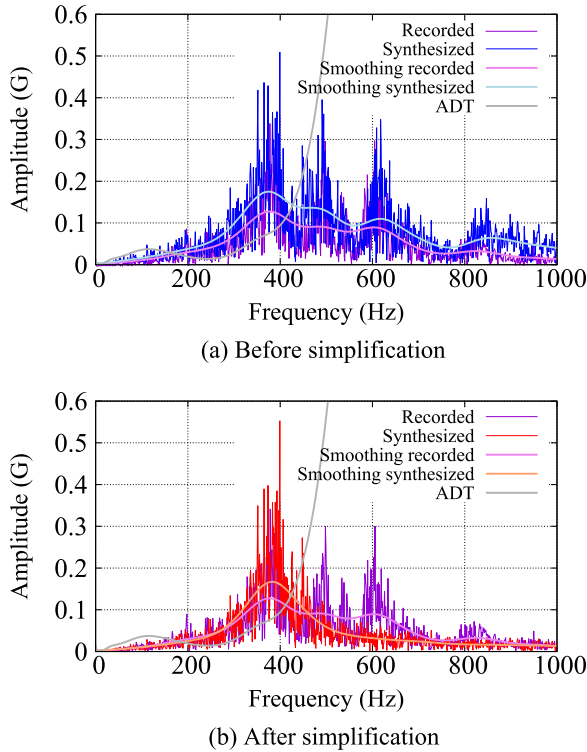 0.6
0.5
0.4
0.3
0.2
0.1
0
Amplitude (G)
Recorded
Synthesized
Smoothing recorded
Smoothing synthesized
ADT
0 200 400 600 800 1000
Frequency (Hz)
(a) Before simplification
0.6
0.5
0.4
0.3
0.2
0.1
0
Amplitude (G)
Recorded
Synthesized
Smoothing recorded
Smoothing synthesized
ADT
0 200 400 600 800 1000
Frequency (Hz)
(b) After simplification